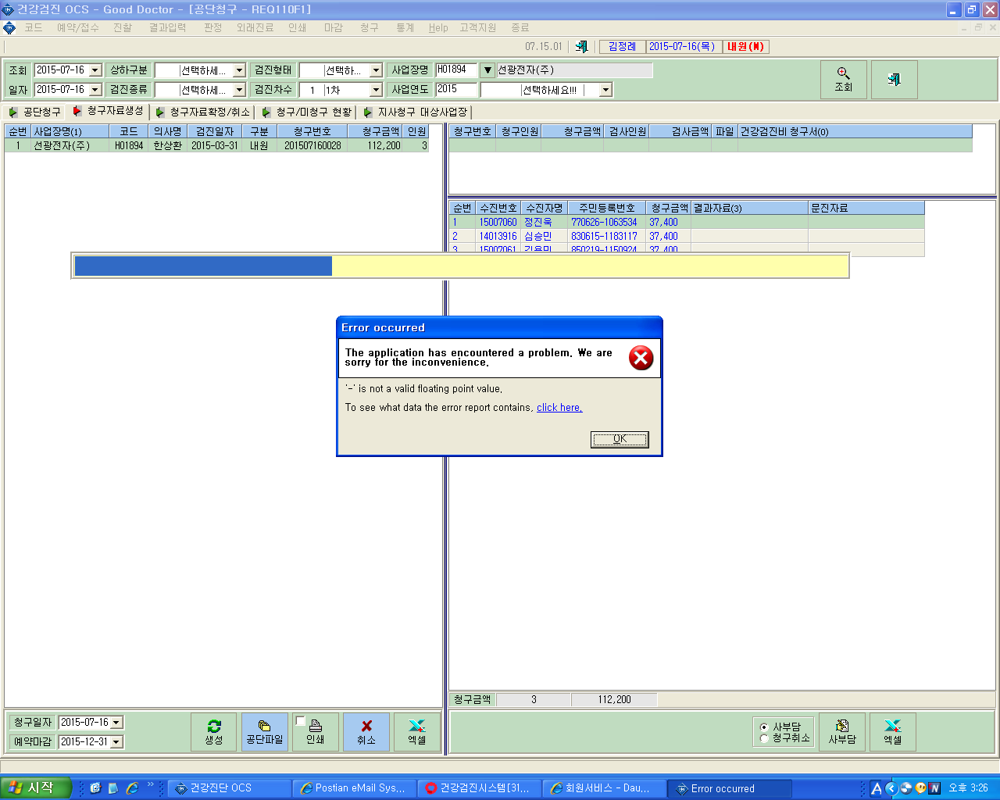 건강검진 OCS - Good Doctor - [공단청구 - REQ110F1]
코드 예약/접수 진찰 결과입력 판정 외래진료 인쇄 마감 청구 통계 Help 고객지원 종료
07.15.01 김정례 2015-07-16(목) 내원(N)
조회 2015-07-16 상하구분 선택하세... 검진형태 선택하... 사업장명 H01894 ▼ 선광전자(주) 조회
일자 2015-07-16 검진종류 선택하세... 검진차수 1 1차 사업연도 2015 선택하세요!!!
공단청구 청구자료생성 청구자료확정/취소 청구/미청구 현황 지사청구 대상사업장
순번 사업장명(1) 코드 의사명 검진일자 구분 청구번호 청구금액 인원
1 선광전자(주) H01894 한상환 2015-03-31 내원 201507160028 112,200 3
청구번호 청구인원 청구금액 검사인원 검사금액 파일 건강검진비 청구서(0)
순번 수진번호 수진자명 주민등록번호 청구금액 결과자료(3) 문진자료
1 15007060 정진욱 770626-1063534 37,400
2 14013916 심승민 830615-1183117 37,400
3 15007061 김용민 850219-1150924 37,400
Error occurred
The application has encountered a problem. We are
sorry for the inconvenience.
'-' is not a valid floating point value.
To see what data the error report contains, click here.
OK
청구금액 3 112,200
청구일자 2015-07-16
예약마감 2015-12-31
생성 공단파일 인쇄 취소 엑셀
사부담
청구취소
사부담 엑셀
시작 건강진단 OCS Postian eMail Sys... 건강검진시스템[31... 회원서비스 - Dau... Error occurred A 오후 3:26